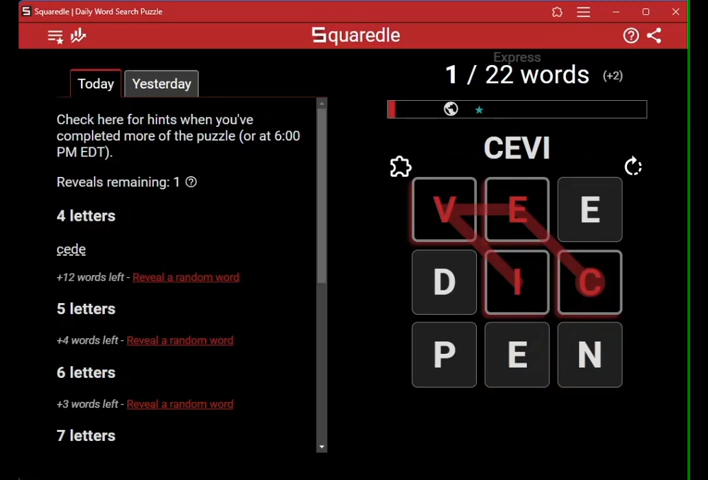 Squaredle | Daily Word Search Puzzle
Squaredle
Today
Yesterday
Check here for hints when you've
completed more of the puzzle (or at 6:00
PM EDT).
Reveals remaining: 1
4 letters
cede
+12 words left - Reveal a random word
5 letters
+4 words left - Reveal a random word
6 letters
+3 words left - Reveal a random word
7 letters
Express
1 / 22 words (+2)
CEVI
V E E
D I C
P E N